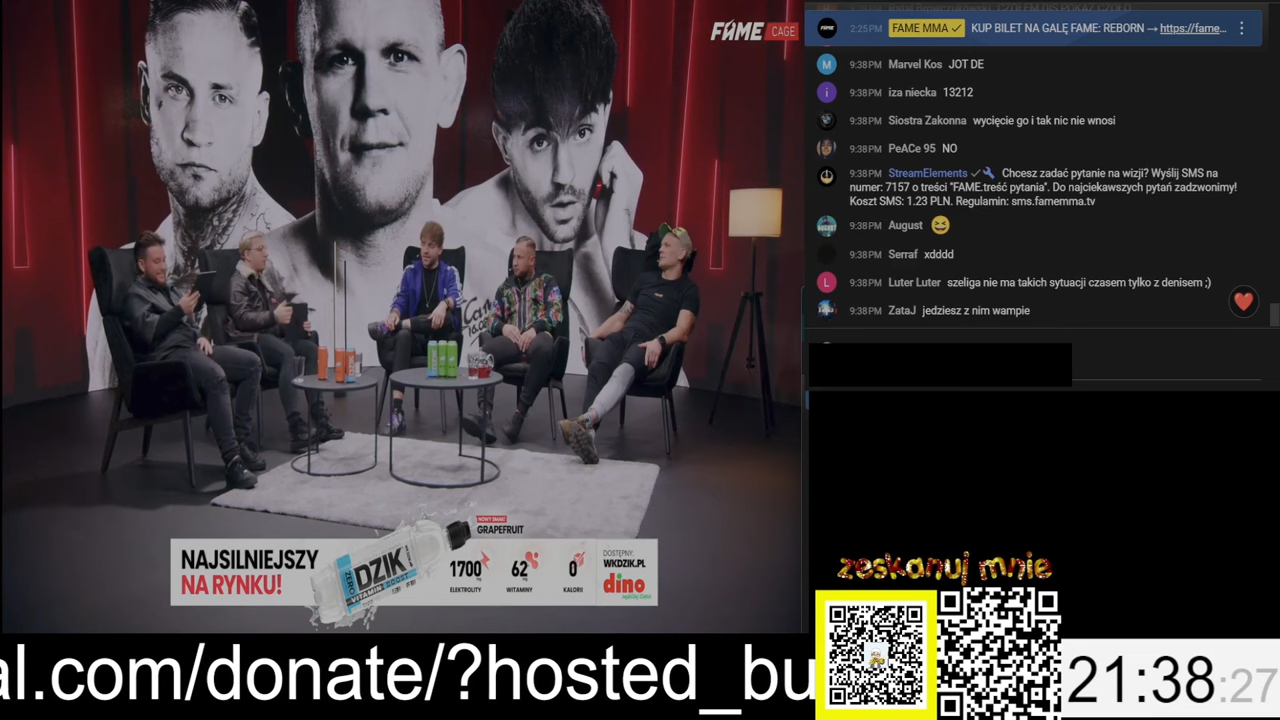 FAME CAGE
2:25PM FAME MMA ✓ KUP BILET NA GALĘ FAME: REBORN → https://fame...
M 9:38PM Marvel Kos JOT DE
i 9:38PM iza niecka 13212
9:38PM Siostra Zakonna wycięcie go i tak nic nie wnosi
9:38PM PeACe 95 NO
9:38PM StreamElements Chcesz zadać pytanie na wizji? Wyślij SMS na
numer: 7157 o treści "FAME.treść pytania". Do najciekawszych pytań zadzwonimy!
Koszt SMS: 1.23 PLN. Regulamin: sms.famemma.tv
9:38PM August 😆
9:38PM Serraf xdddd
L 9:38PM Luter Luter szeliga nie ma takich sytuacji czasem tylko z denisem ;)
9:38PM ZataJ jedziesz z nim wampie
NAJSILNIEJSZY
NA RYNKU!
ZERO
DZIK
VITAMIN BOOST
NOWY SMAK!
GRAPEFRUIT
1700 mg
ELEKTROLITY
62
WITAMINY
0
KALORII
DOSTĘPNY:
WKDZIK.PL
dino
zeskanuj mnie
al.com/donate/?hosted_bu
21:38:27